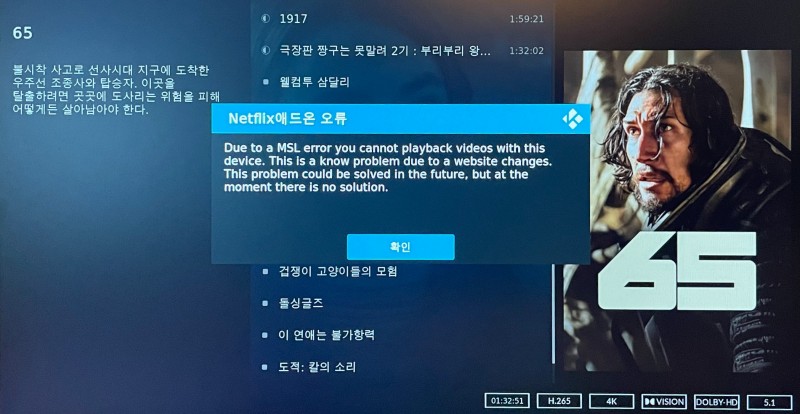 65
불시착 사고로 선사시대 지구에 도착한
우주선 조종사와 탑승자. 이곳을
탈출하려면 곳곳에 도사리는 위험을 피해
어떻게든 살아남아야 한다.
1917 1:59:21
극장판 짱구는 못말려 2기 : 부리부리 왕... 1:32:02
웰컴투 삼달리
Netflix애드온 오류
Due to a MSL error you cannot playback videos with this
device. This is a know problem due to a website changes.
This problem could be solved in the future, but at the
moment there is no solution.
확인
겁쟁이 고양이들의 모험
돌싱글즈
이 연애는 불가항력
도적: 칼의 소리
65
01:32:51 H.265 4K VISION DOLBY-HD 5.1